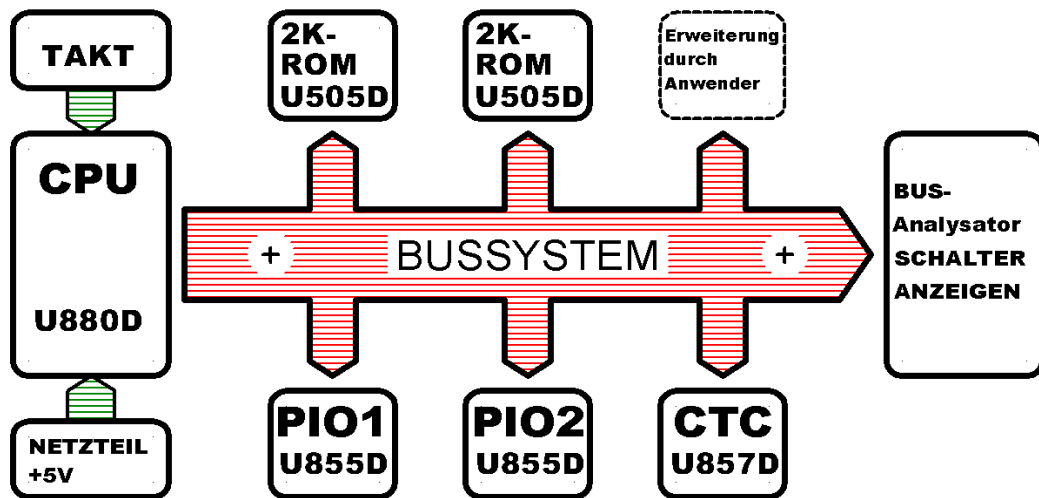 TAKT
2K-
ROM
U505D
2K-
ROM
U505D
Erweiterung
durch
Anwender
CPU
U880D
+ BUSSYSTEM +
BUS-
Analysator
SCHALTER
ANZEIGEN
NETZTEIL
+5V
PIO1
U855D
PIO2
U855D
CTC
U857D